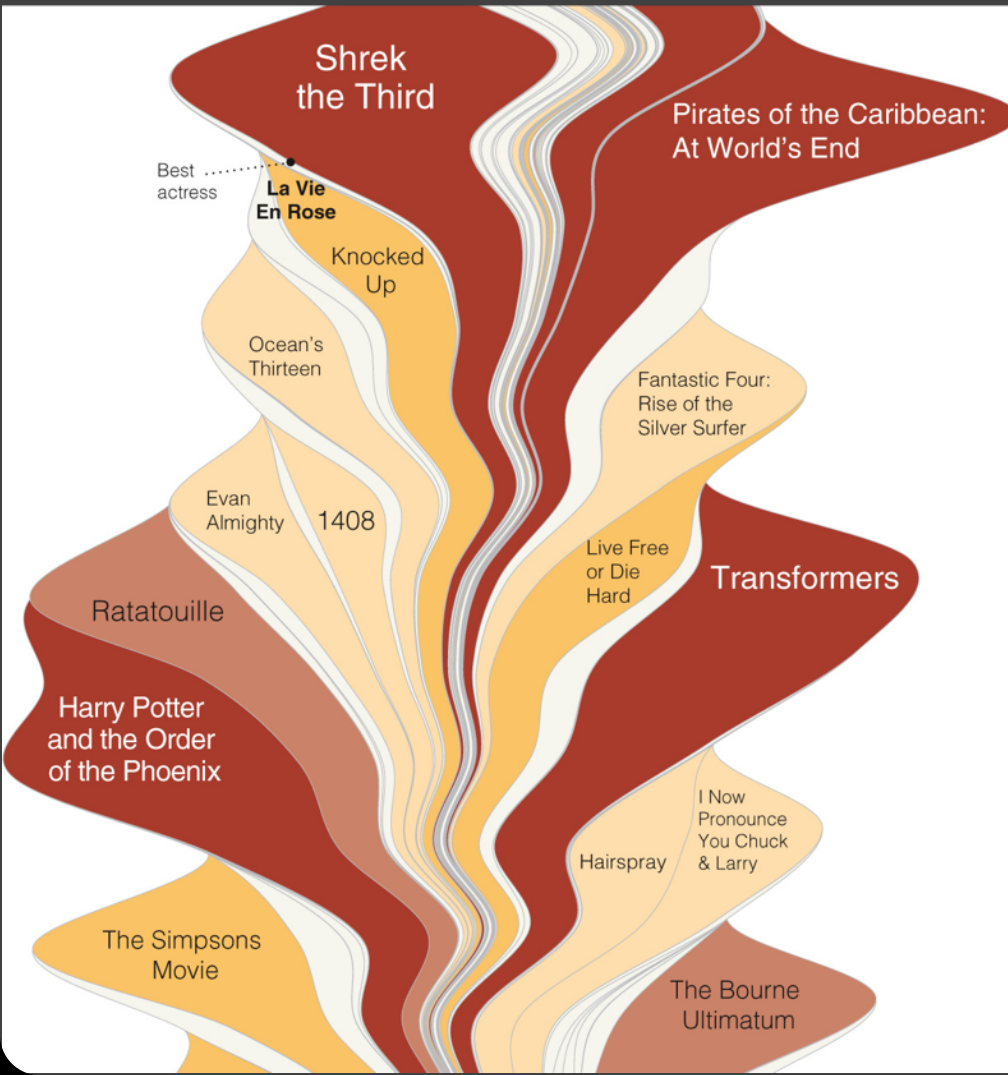 Shrek
the Third
Pirates of the Caribbean:
At World's End
Best
actress
La Vie
En Rose
Knocked
Up
Ocean's
Thirteen
Fantastic Four:
Rise of the
Silver Surfer
Evan
Almighty
1408
Live Free
or Die
Hard
Transformers
Ratatouille
Harry Potter
and the Order
of the Phoenix
I Now
Pronounce
You Chuck
& Larry
Hairspray
The Simpsons
Movie
The Bourne
Ultimatum